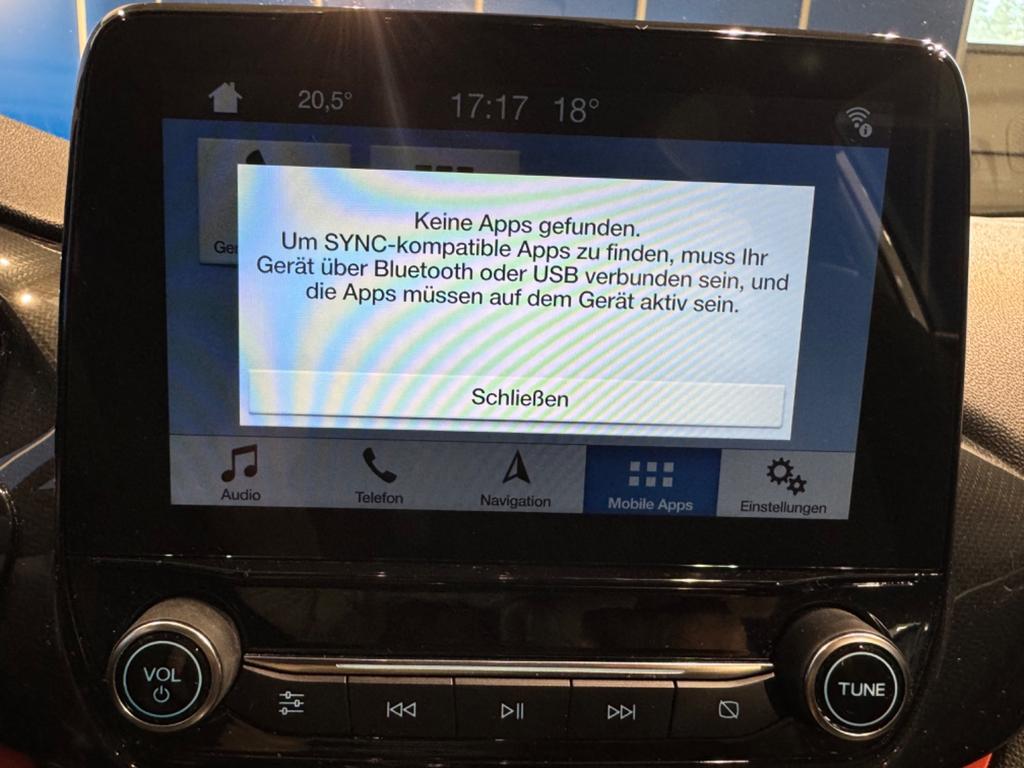 20,5° 17:17 18°
Keine Apps gefunden.
Um SYNC-kompatible Apps zu finden, muss Ihr
Gerät über Bluetooth oder USB verbunden sein, und
die Apps müssen auf dem Gerät aktiv sein.
Schließen
Audio Telefon Navigation Mobile Apps Einstellungen
VOL
TUNE